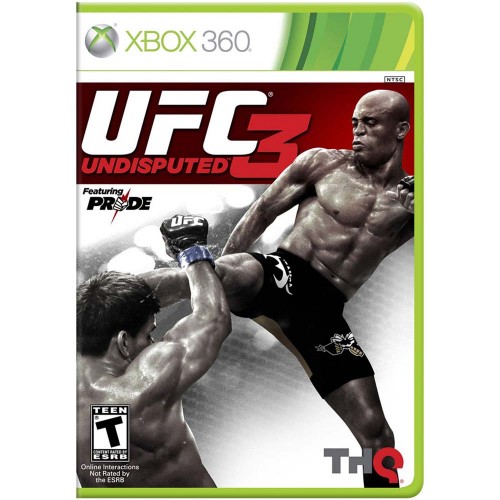 XBOX 360
NTSC
UFC®
UNDISPUTED 3
Featuring
PRIDE
UFC
TEEN
T
CONTENT RATED BY
ESRB
Online Interactions
Not Rated by
the ESRB
THQ